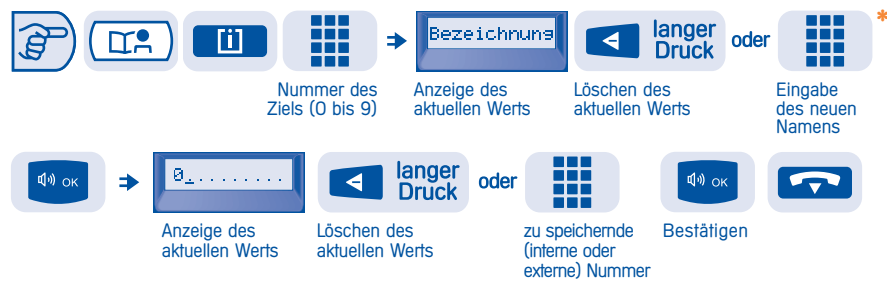 [i]
Bezeichnung
langer
Druck
oder
*
Nummer des
Ziels (0 bis 9)
Anzeige des
aktuellen Werts
Löschen des
aktuellen Werts
Eingabe
des neuen
Namens
OK
0_........
langer
Druck
oder
OK
Anzeige des
aktuellen Werts
Löschen des
aktuellen Werts
zu speichernde
(interne oder
externe) Nummer
Bestätigen